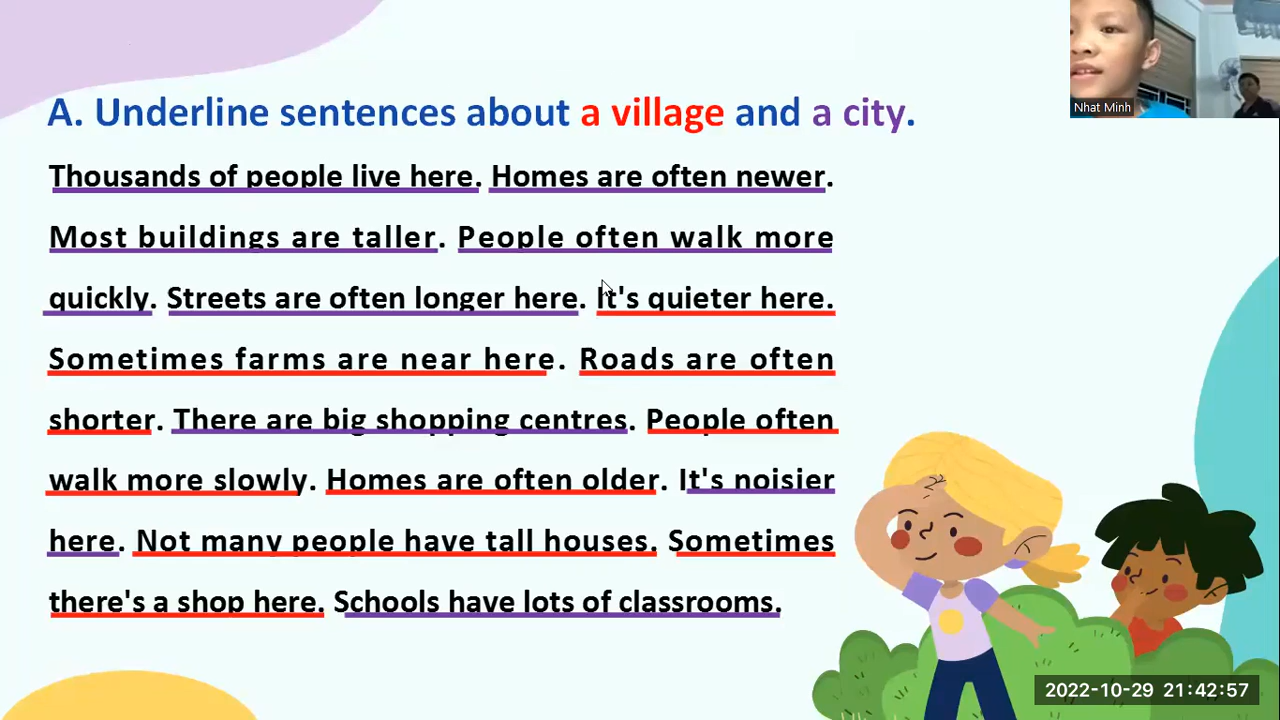 A. Underline sentences about a village and a city.
Nhat Minh
Thousands of people live here. Homes are often newer.
Most buildings are taller. People often walk more
quickly. Streets are often longer here. It's quieter here.
Sometimes farms are near here. Roads are often
shorter. There are big shopping centres. People often
walk more slowly. Homes are often older. It's noisier
here. Not many people have tall houses. Sometimes
there's a shop here. Schools have lots of classrooms.
2022-10-29 21:42:57